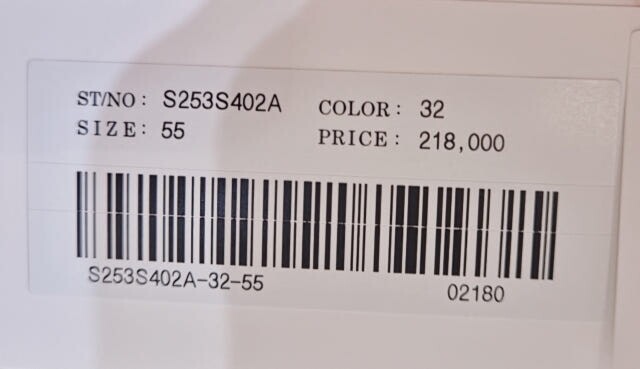 ST/NO : S253S402A COLOR : 32
SIZE : 55 PRICE : 218,000
S253S402A-32-55 02180